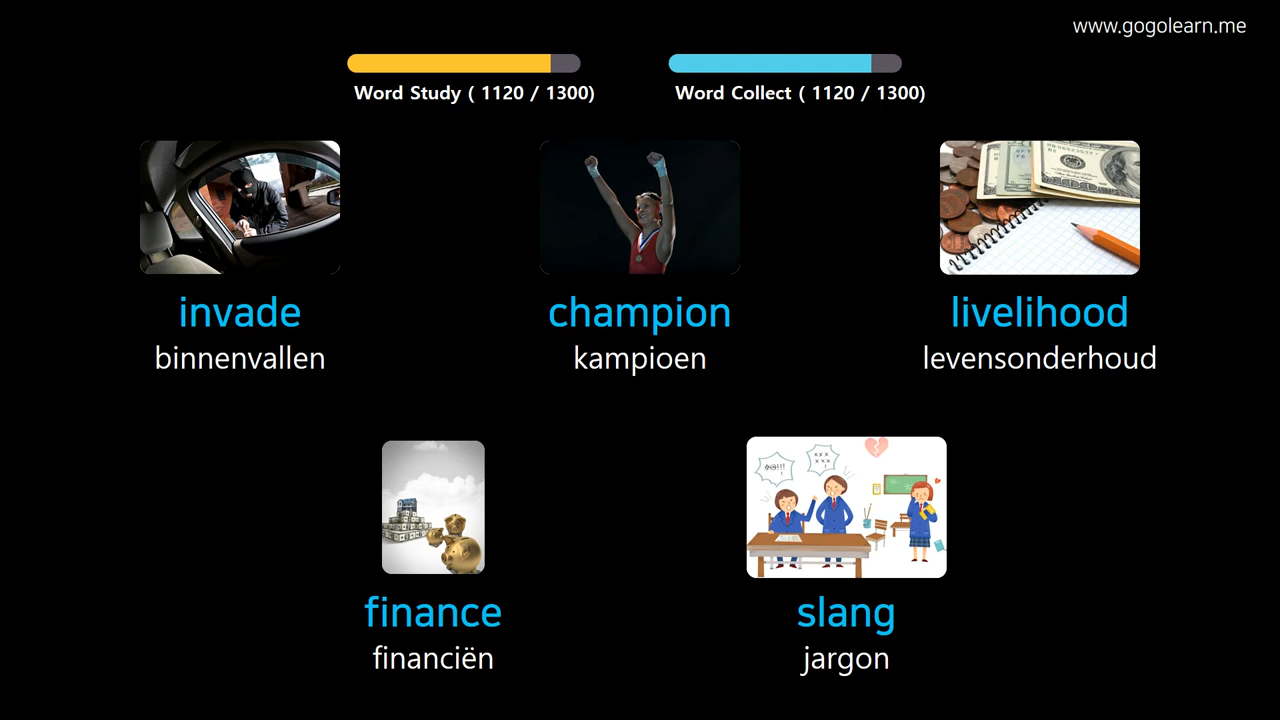 www.gogolearn.me
Word Study ( 1120 / 1300)
Word Collect ( 1120 / 1300)
invade
binnenvallen
champion
kampioen
livelihood
levensonderhoud
finance
financiën
slang
jargon